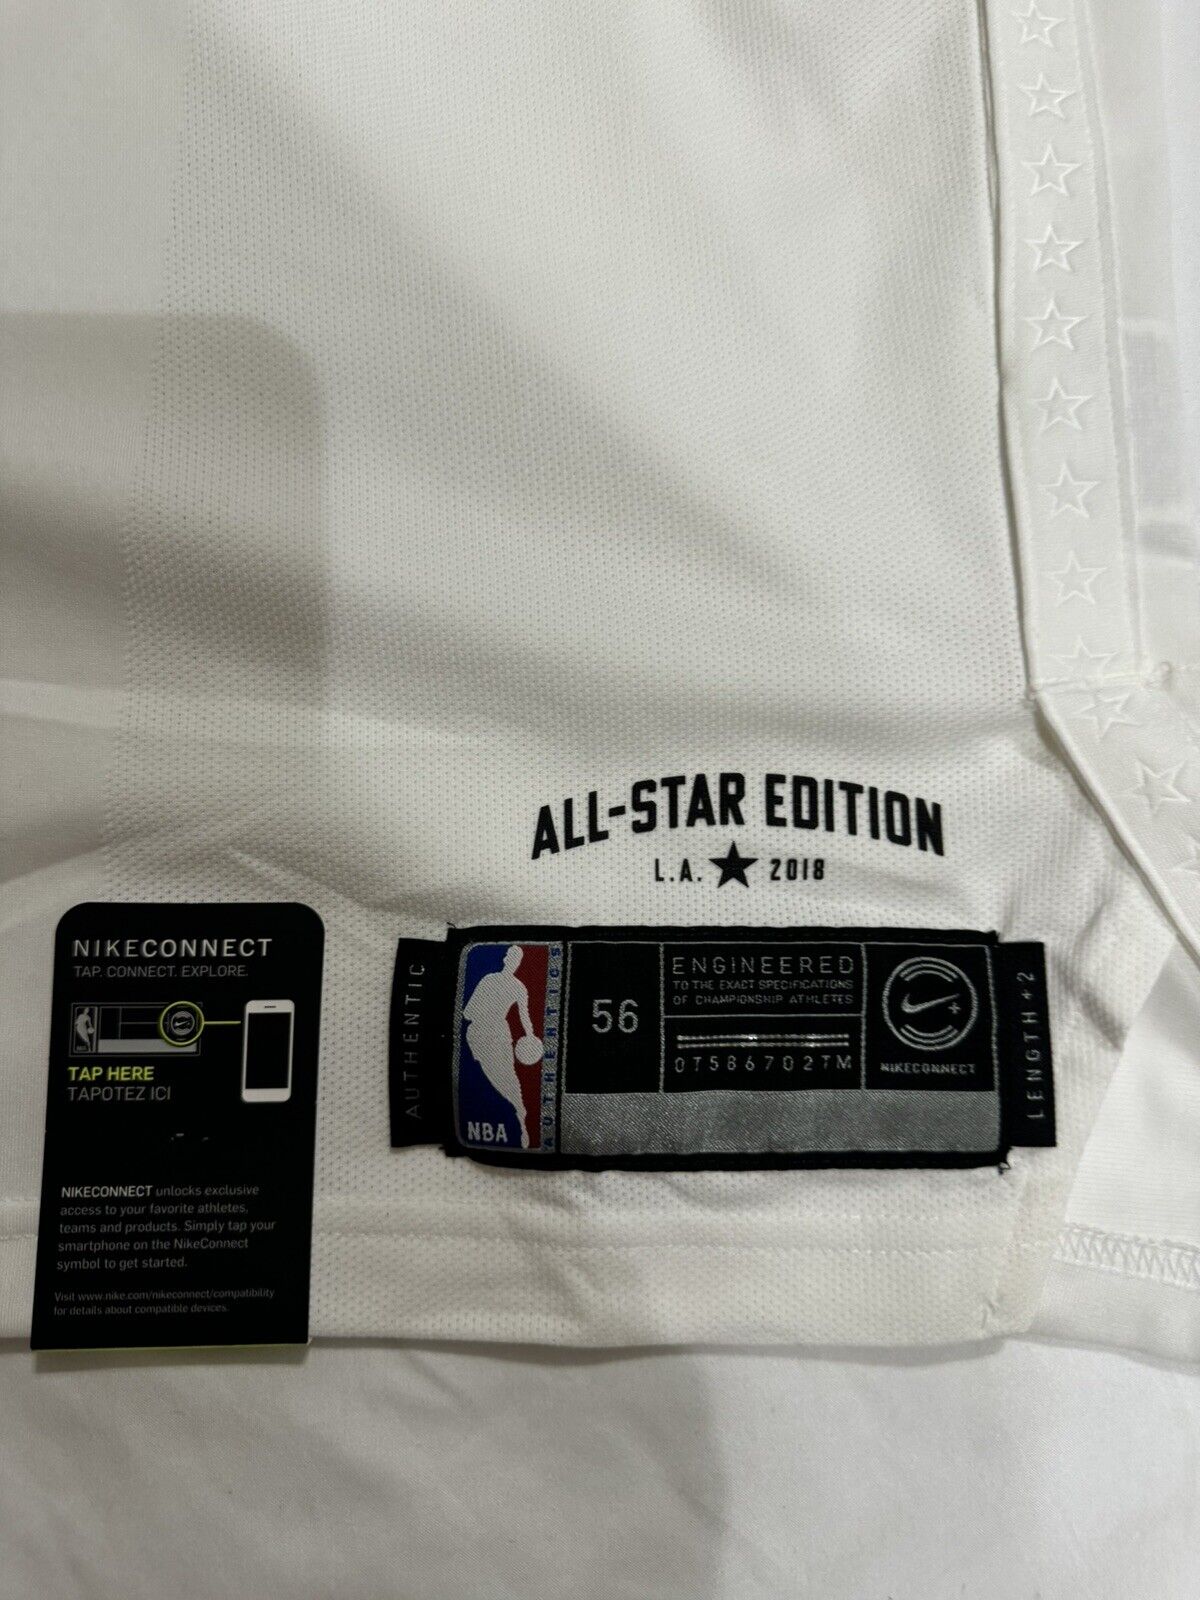 ALL-STAR EDITION
L.A. ★ 2018
NIKECONNECT
TAP. CONNECT. EXPLORE.
TAP HERE
TAPOTEZ ICI
NIKECONNECT unlocks exclusive
access to your favorite athletes,
teams and products. Simply tap your
smartphone on the NikeConnect
symbol to get started.
Visit www.nike.com/nikeconnect/compatibility
for details about compatible devices.
AUTHENTIC
NBA
AUTHENTICS
56
ENGINEERED
TO THE EXACT SPECIFICATIONS
OF CHAMPIONSHIP ATHLETES
0T586702TM
NIKECONNECT
LENGTH+2